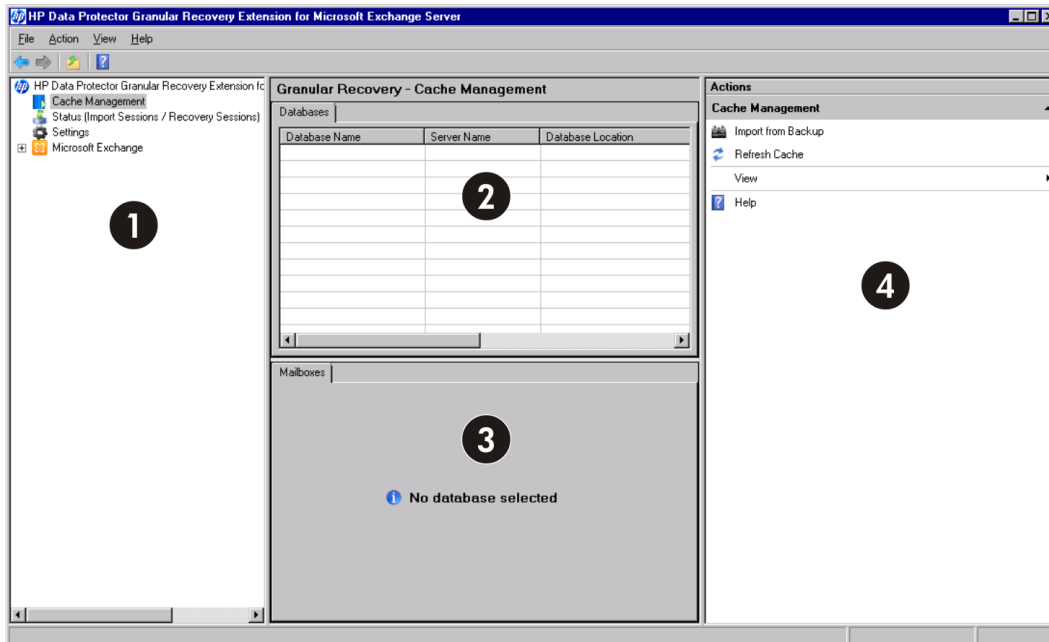 HP Data Protector Granular Recovery Extension for Microsoft Exchange Server
File Action View Help
HP Data Protector Granular Recovery Extension fo
Cache Management
Status (Import Sessions / Recovery Sessions)
Settings
Microsoft Exchange
1
Granular Recovery - Cache Management
Databases
Database Name Server Name Database Location
2
Mailboxes
3
No database selected
Actions
Cache Management
Import from Backup
Refresh Cache
View
Help
4